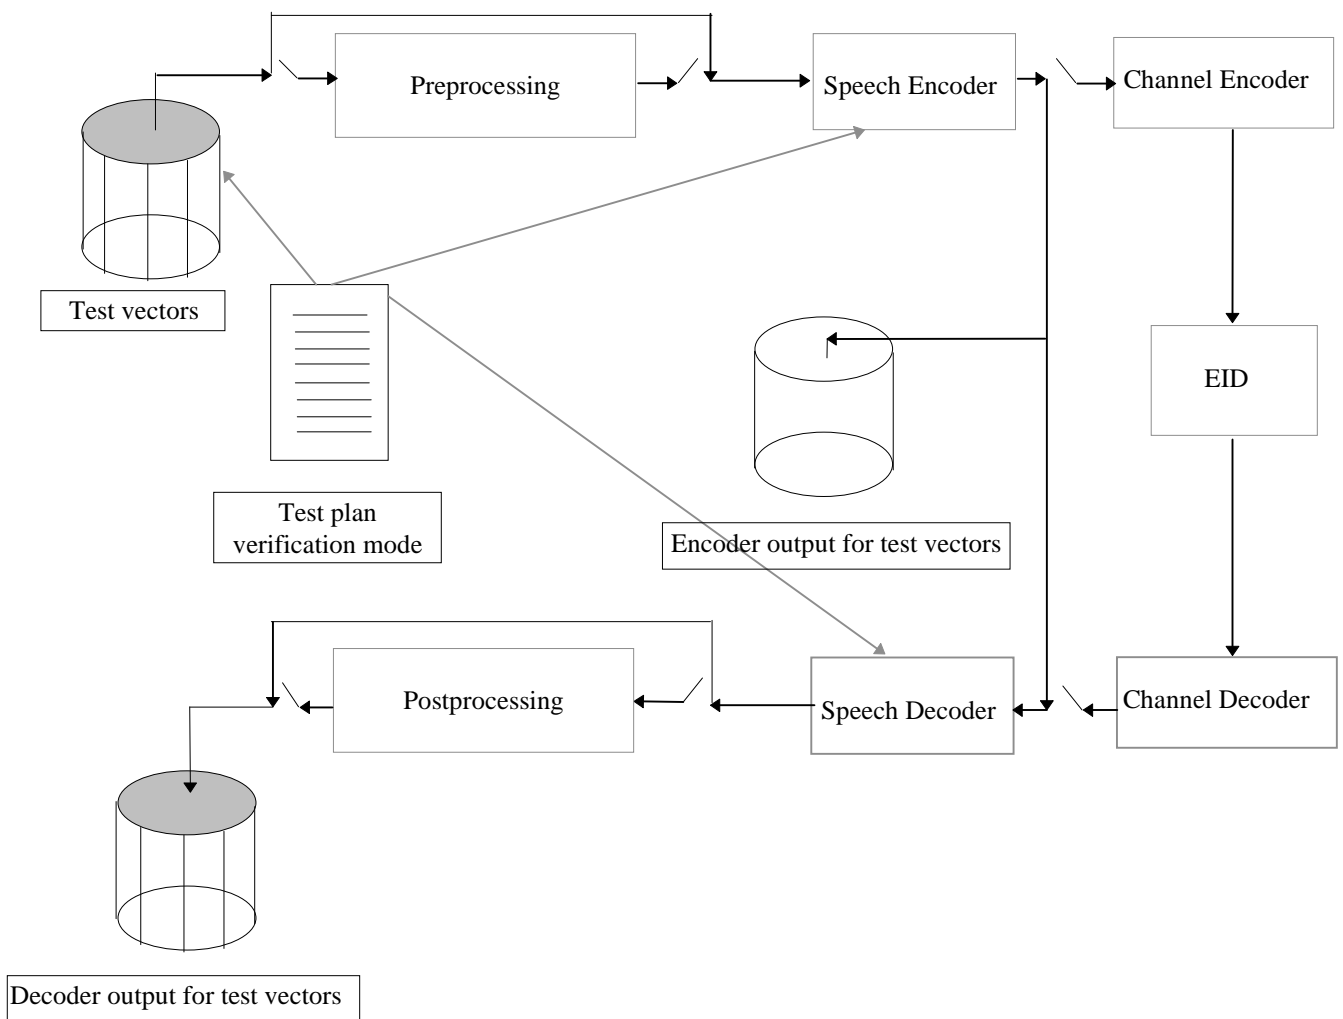 Preprocessing
Speech Encoder
Channel Encoder
Test vectors
EID
Test plan
verification mode
Encoder output for test vectors
Postprocessing
Speech Decoder
Channel Decoder
Decoder output for test vectors